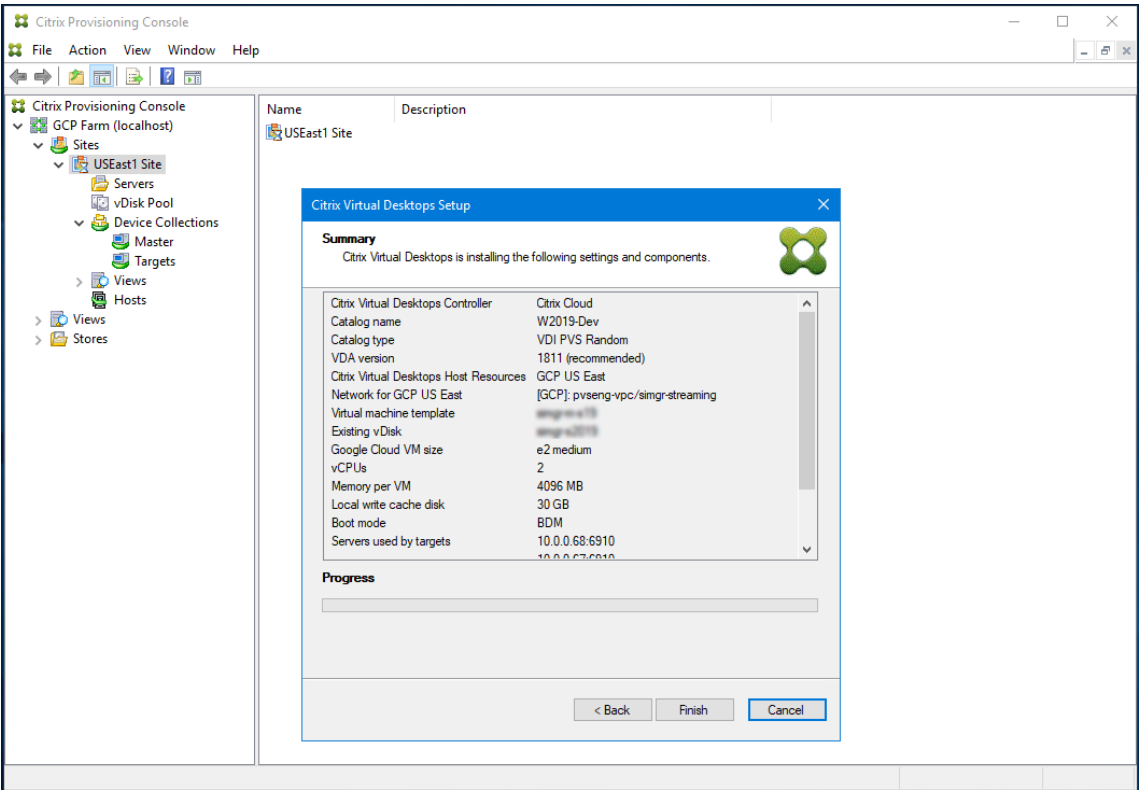 Citrix Provisioning Console
File Action View Window Help
Citrix Provisioning Console
GCP Farm (localhost)
Sites
USEast1 Site
Servers
vDisk Pool
Device Collections
Master
Targets
Views
Hosts
Views
Stores
Name Description
USEast1 Site
Citrix Virtual Desktops Setup
Summary
Citrix Virtual Desktops is installing the following settings and components.
Citrix Virtual Desktops Controller Citrix Cloud
Catalog name W2019-Dev
Catalog type VDI PVS Random
VDA version 1811 (recommended)
Citrix Virtual Desktops Host Resources GCP US East
Network for GCP US East [GCP]: pvseng-vpc/simgr-streaming
Virtual machine template
Existing vDisk
Google Cloud VM size e2 medium
vCPUs 2
Memory per VM 4096 MB
Local write cache disk 30 GB
Boot mode BDM
Servers used by targets 10.0.0.68:6910
10.0.0.67:6910
Progress
< Back Finish Cancel